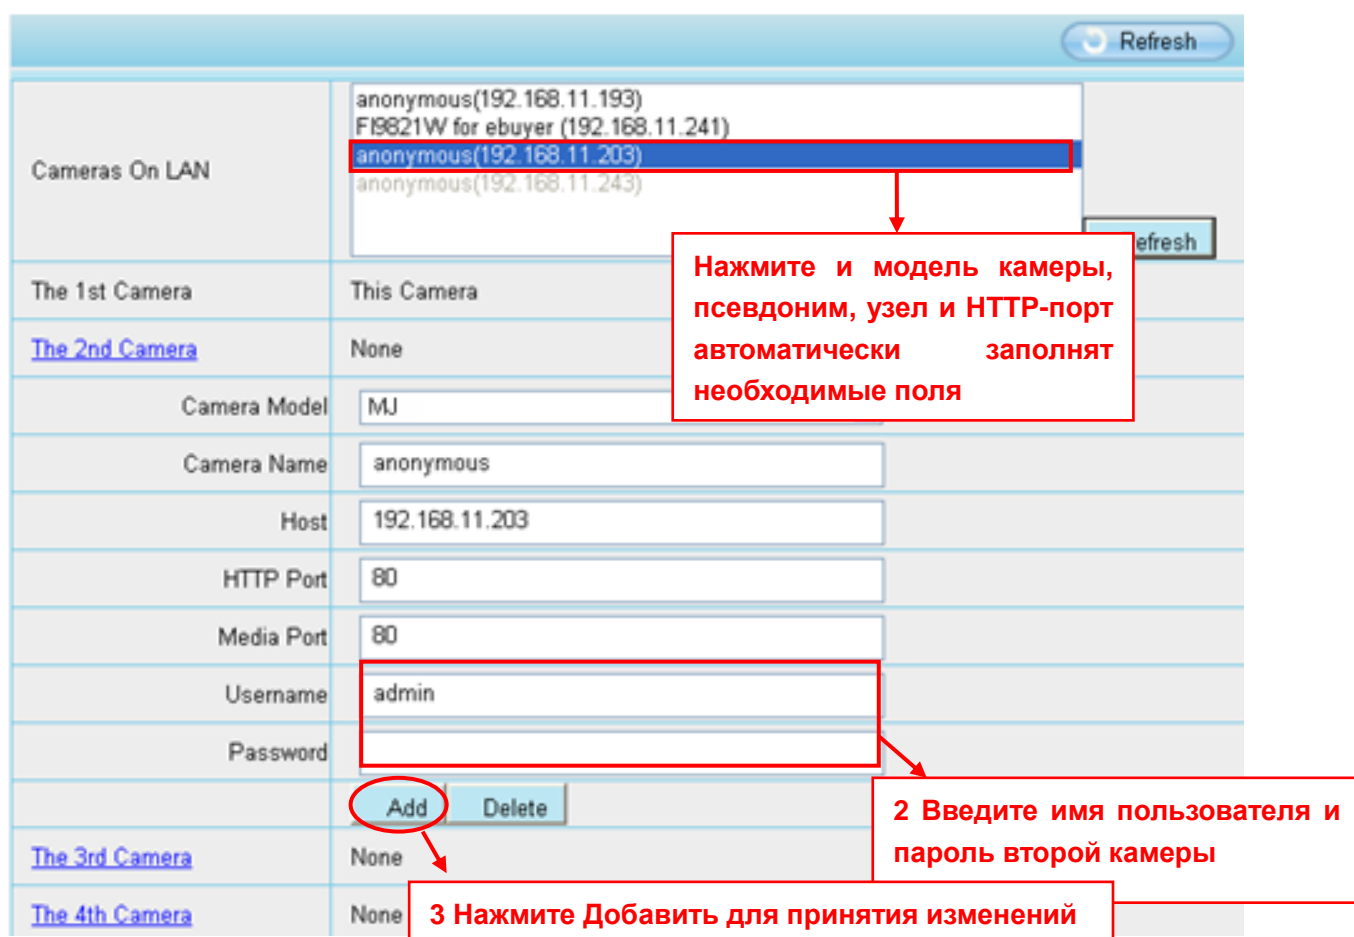 Refresh
Cameras On LAN
anonymous(192.168.11.193)
FI9821W for ebuyer (192.168.11.241)
anonymous(192.168.11.203)
anonymous(192.168.11.243)
efresh
Нажмите и модель камеры,
псевдоним, узел и HTTP-порт
автоматически заполнят
необходимые поля
The 1st Camera This Camera
The 2nd Camera None
Camera Model MJ
Camera Name anonymous
Host 192.168.11.203
HTTP Port 80
Media Port 80
Username admin
Password
Add Delete
2 Введите имя пользователя и
пароль второй камеры
The 3rd Camera None
The 4th Camera None
3 Нажмите Добавить для принятия изменений